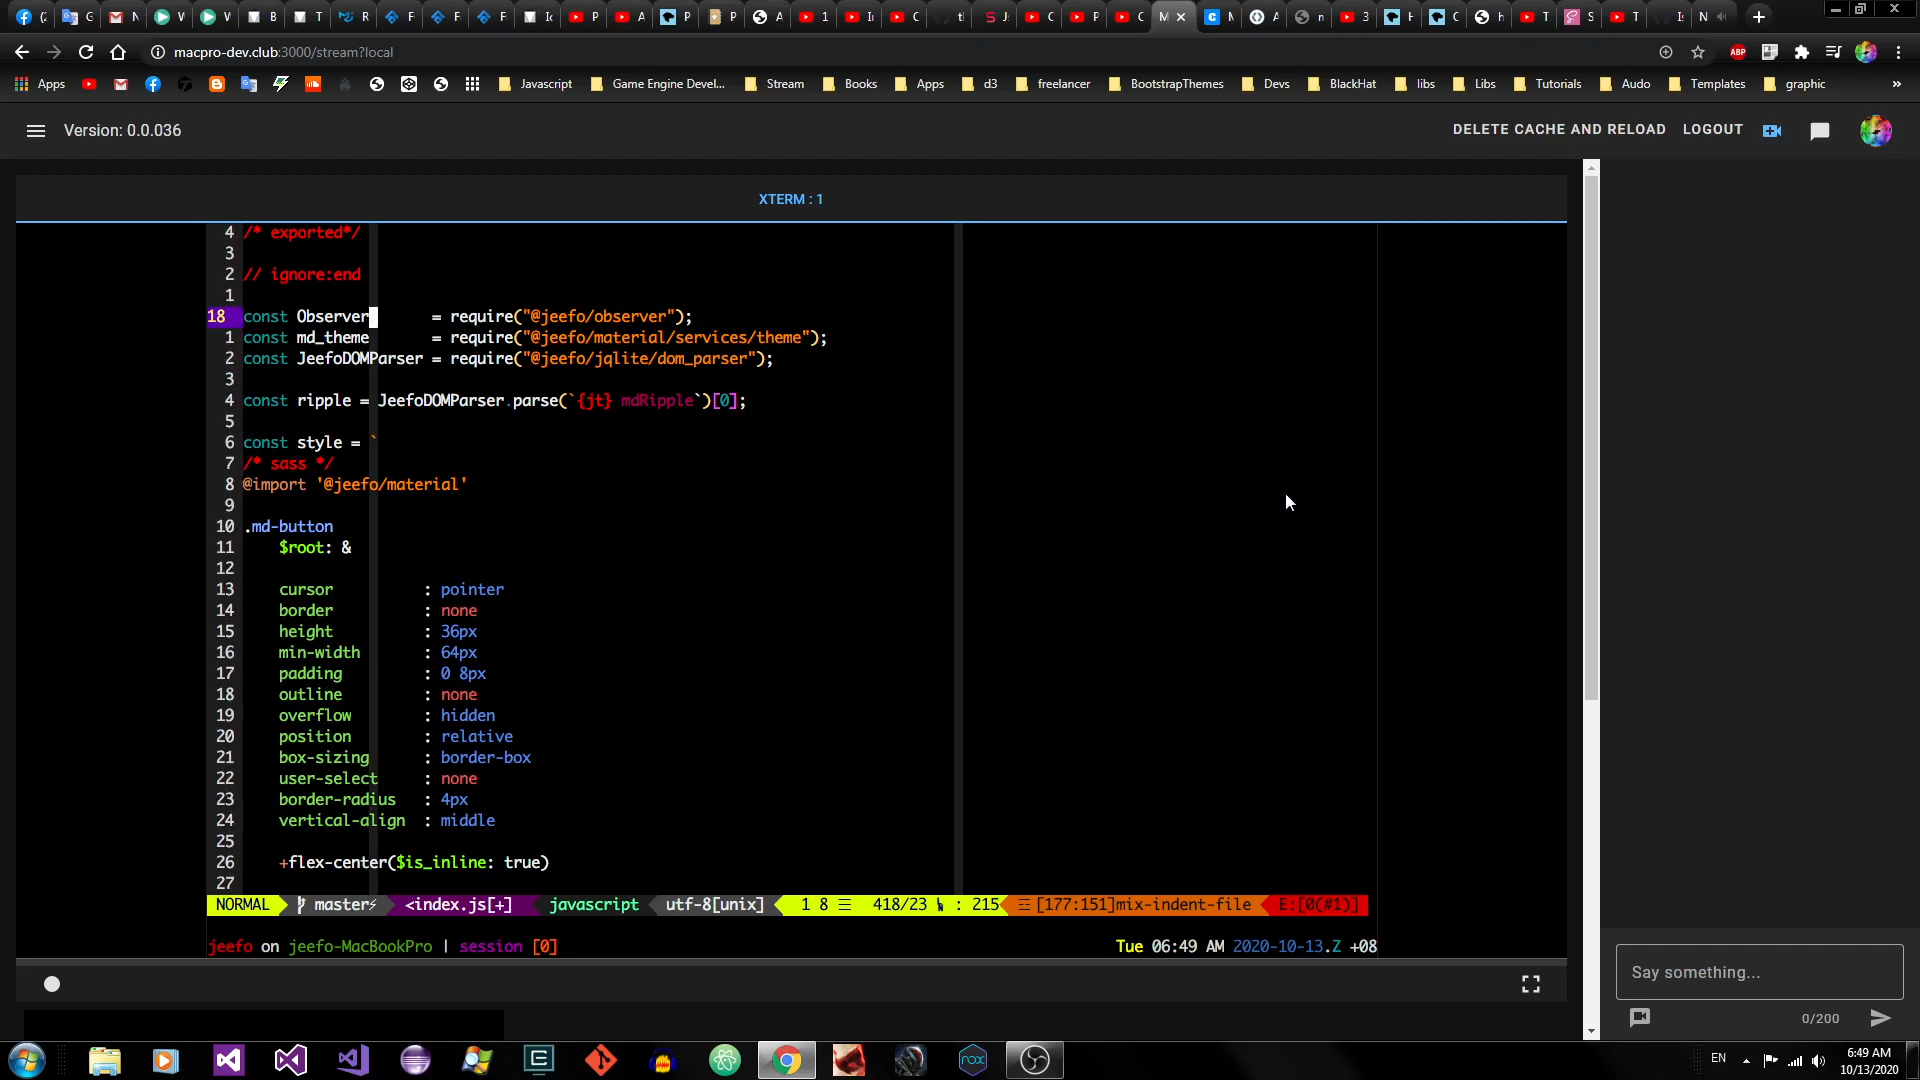 macpro-dev.club:3000/stream?local
Apps
Javascript
Game Engine Devel...
Stream
Books
Apps
d3
freelancer
BootstrapThemes
Devs
BlackHat
libs
Libs
Tutorials
Audo
Templates
graphic
»
Version: 0.0.036
DELETE CACHE AND RELOAD
LOGOUT
XTERM : 1
4 /* exported*/
3
2 // ignore:end
1
18 const Observer = require("@jeefo/observer");
1 const md_theme = require("@jeefo/material/services/theme");
2 const JeefoDOMParser = require("@jeefo/jqlite/dom_parser");
3
4 const ripple = JeefoDOMParser.parse(`{jt} mdRipple`)[0];
5
6 const style = `
7 /* sass */
8 @import '@jeefo/material'
9
10 .md-button
11 $root: &
12
13 cursor : pointer
14 border : none
15 height : 36px
16 min-width : 64px
17 padding : 0 8px
18 outline : none
19 overflow : hidden
20 position : relative
21 box-sizing : border-box
22 user-select : none
23 border-radius : 4px
24 vertical-align : middle
25
26 +flex-center($is_inline: true)
27
NORMAL master⚡ <index.js[+] javascript utf-8[unix] 1 8 ☰ 418/23 : 215 ☲ [177:151]mix-indent-file E:[0(#1)]
jeefo on jeefo-MacBookPro | session [0] Tue 06:49 AM 2020-10-13.Z +08
Say something...
0/200
EN
6:49 AM
10/13/2020